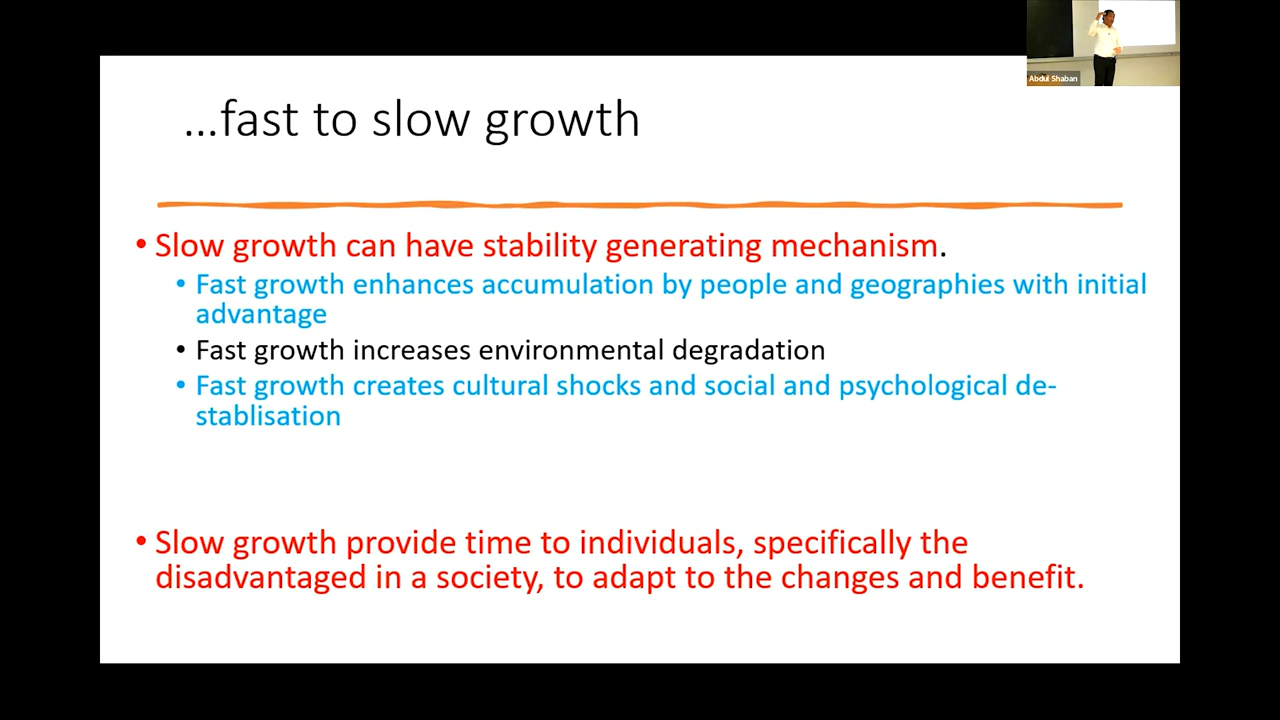 Abdul Shaban
...fast to slow growth
• Slow growth can have stability generating mechanism.
• Fast growth enhances accumulation by people and geographies with initial
advantage
• Fast growth increases environmental degradation
• Fast growth creates cultural shocks and social and psychological de-
stablisation
• Slow growth provide time to individuals, specifically the
disadvantaged in a society, to adapt to the changes and benefit.